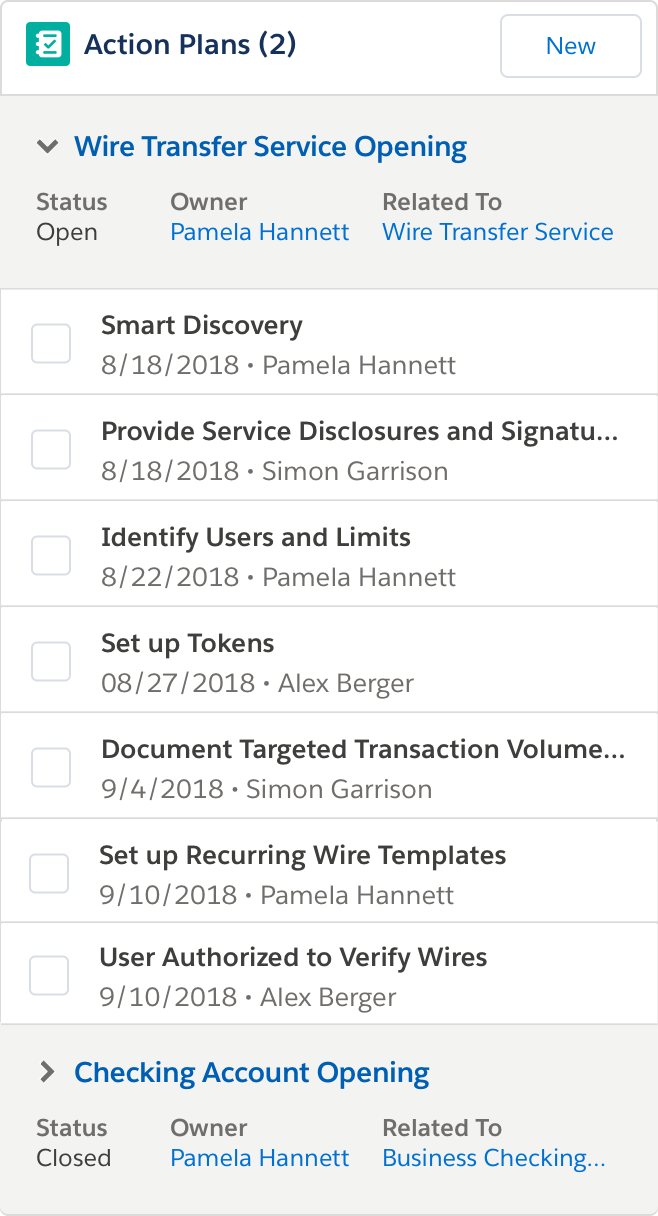 Action Plans (2)
New
Wire Transfer Service Opening
Status Owner Related To
Open Pamela Hannett Wire Transfer Service
Smart Discovery
8/18/2018 • Pamela Hannett
Provide Service Disclosures and Signatu...
8/18/2018 • Simon Garrison
Identify Users and Limits
8/22/2018 • Pamela Hannett
Set up Tokens
08/27/2018 • Alex Berger
Document Targeted Transaction Volume...
9/4/2018 • Simon Garrison
Set up Recurring Wire Templates
9/10/2018 • Pamela Hannett
User Authorized to Verify Wires
9/10/2018 • Alex Berger
Checking Account Opening
Status Owner Related To
Closed Pamela Hannett Business Checking...